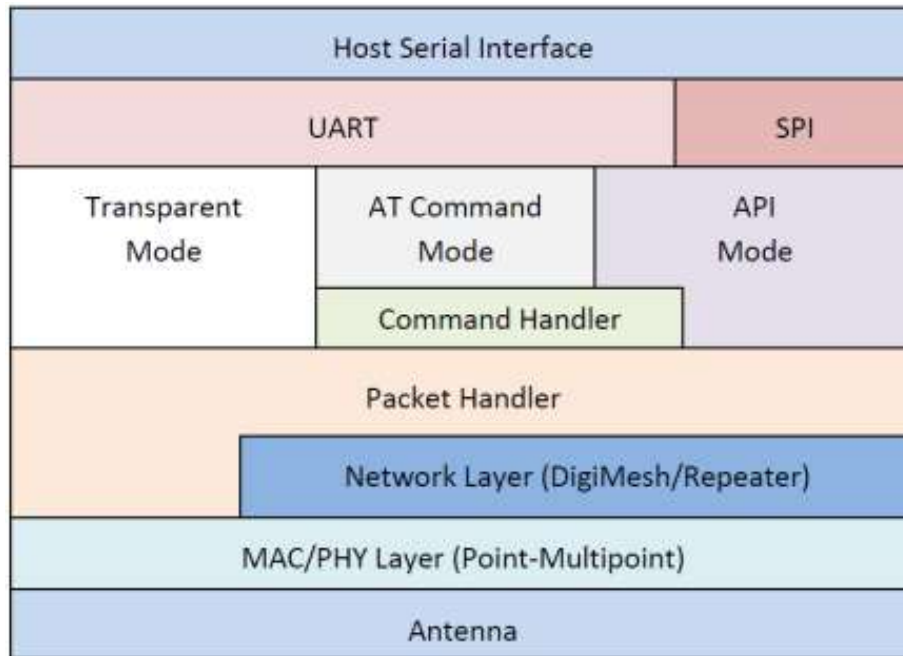 Host Serial Interface
UART
SPI
Transparent
Mode
AT Command
Mode
API
Mode
Command Handler
Packet Handler
Network Layer (DigiMesh/Repeater)
MAC/PHY Layer (Point-Multipoint)
Antenna